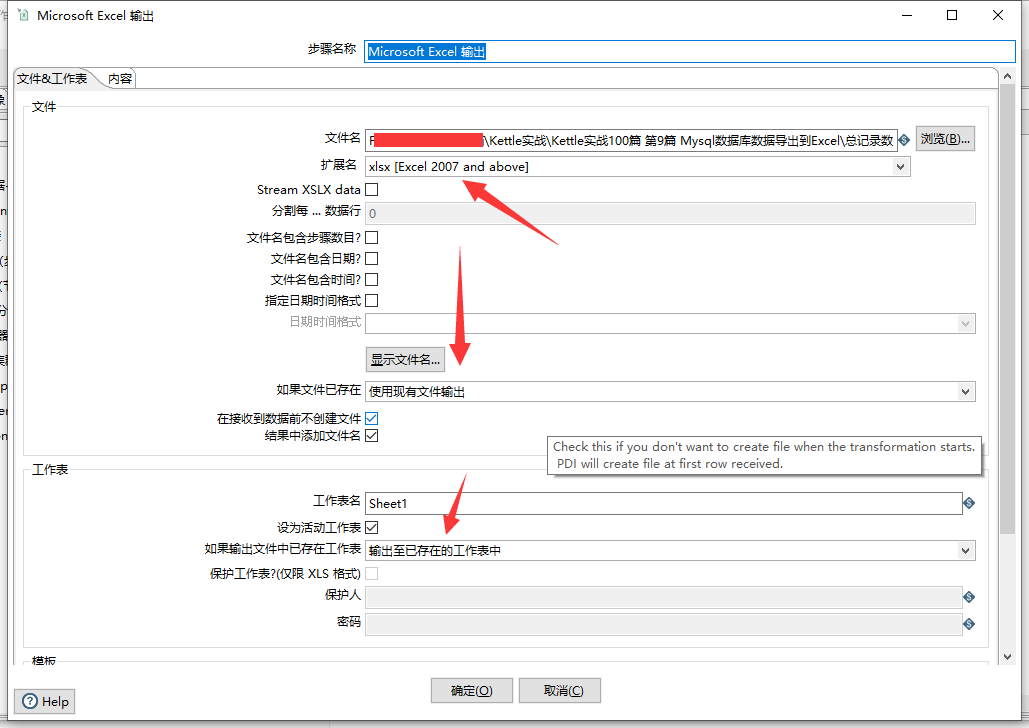 Microsoft Excel 输出
步骤名称 Microsoft Excel 输出
文件&工作表 内容
文件
文件名 F \Kettle实战\Kettle实战100篇 第9篇 Mysql数据库数据导出到Excel\总记录数 浏览(B)...
扩展名 xlsx [Excel 2007 and above]
Stream XSLX data
分割每 ... 数据行 0
文件名包含步骤数目?
文件名包含日期?
文件名包含时间?
指定日期时间格式
日期时间格式
显示文件名...
如果文件已存在 使用现有文件输出
在接收到数据前不创建文件
结果中添加文件名
Check this if you don't want to create file when the transformation starts.
PDI will create file at first row received.
工作表
工作表名 Sheet1
设为活动工作表
如果输出文件中已存在工作表 输出至已存在的工作表中
保护工作表?(仅限 XLS 格式)
保护人
密码
模板
Help 确定(O) 取消(C)